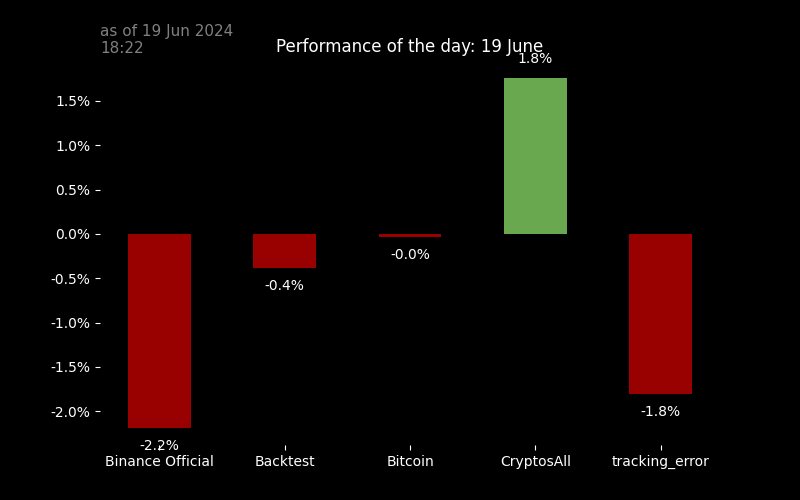 as of 19 Jun 2024
18:22
Performance of the day: 19 June
1.8%
1.5%
1.0%
0.5%
0.0%
-0.5%
-1.0%
-1.5%
-2.0%
-0.0%
-0.4%
-1.8%
-2.2%
Binance Official
Backtest
Bitcoin
CryptosAll
tracking_error